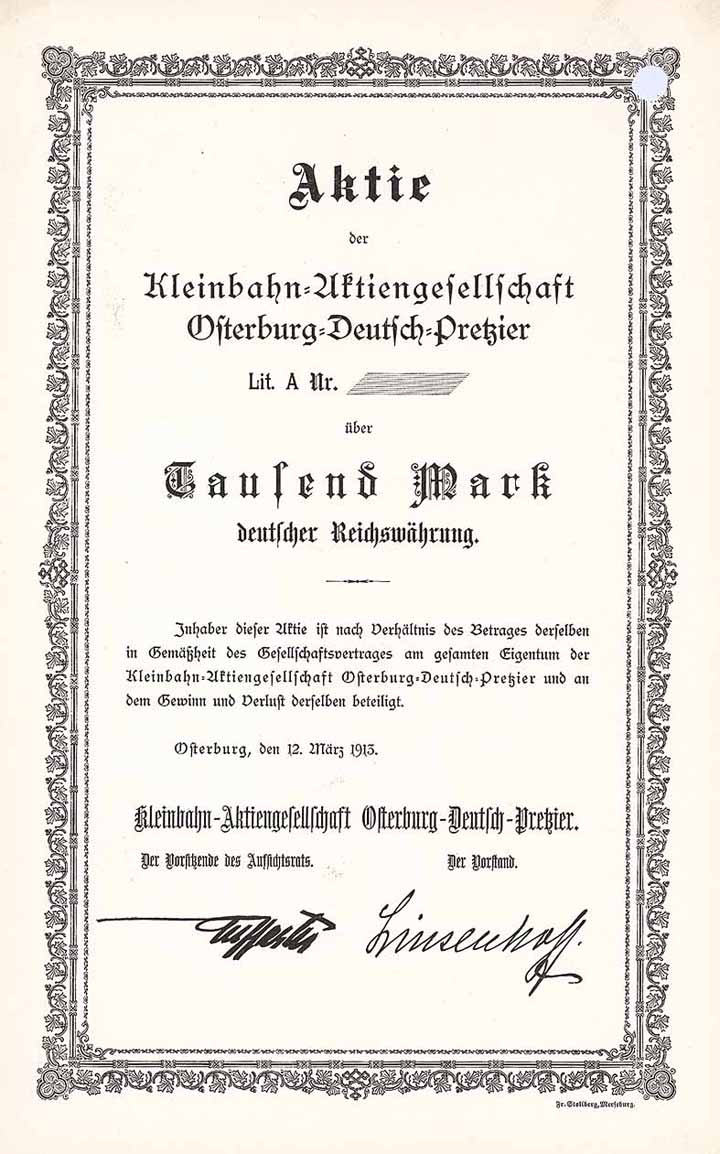 Aktie
der
Kleinbahn-Aktiengesellschaft
Osterburg-Deutsch-Pretzier
Lit. A Nr.
über
Tausend Mark
deutscher Reichswährung.
Inhaber dieser Aktie ist nach Verhältnis des Betrages derselben
in Gemäßheit des Gesellschaftsvertrages am gesamten Eigentum der
Kleinbahn-Aktiengesellschaft Osterburg-Deutsch-Pretzier und an
dem Gewinn und Verlust derselben beteiligt.
Osterburg, den 12. März 1913.
Kleinbahn-Aktiengesellschaft Osterburg-Deutsch-Pretzier.
Der Vorsitzende des Aufsichtsrats. Der Vorstand.
Linsenhoff.
Fr. Stollberg, Merseburg.